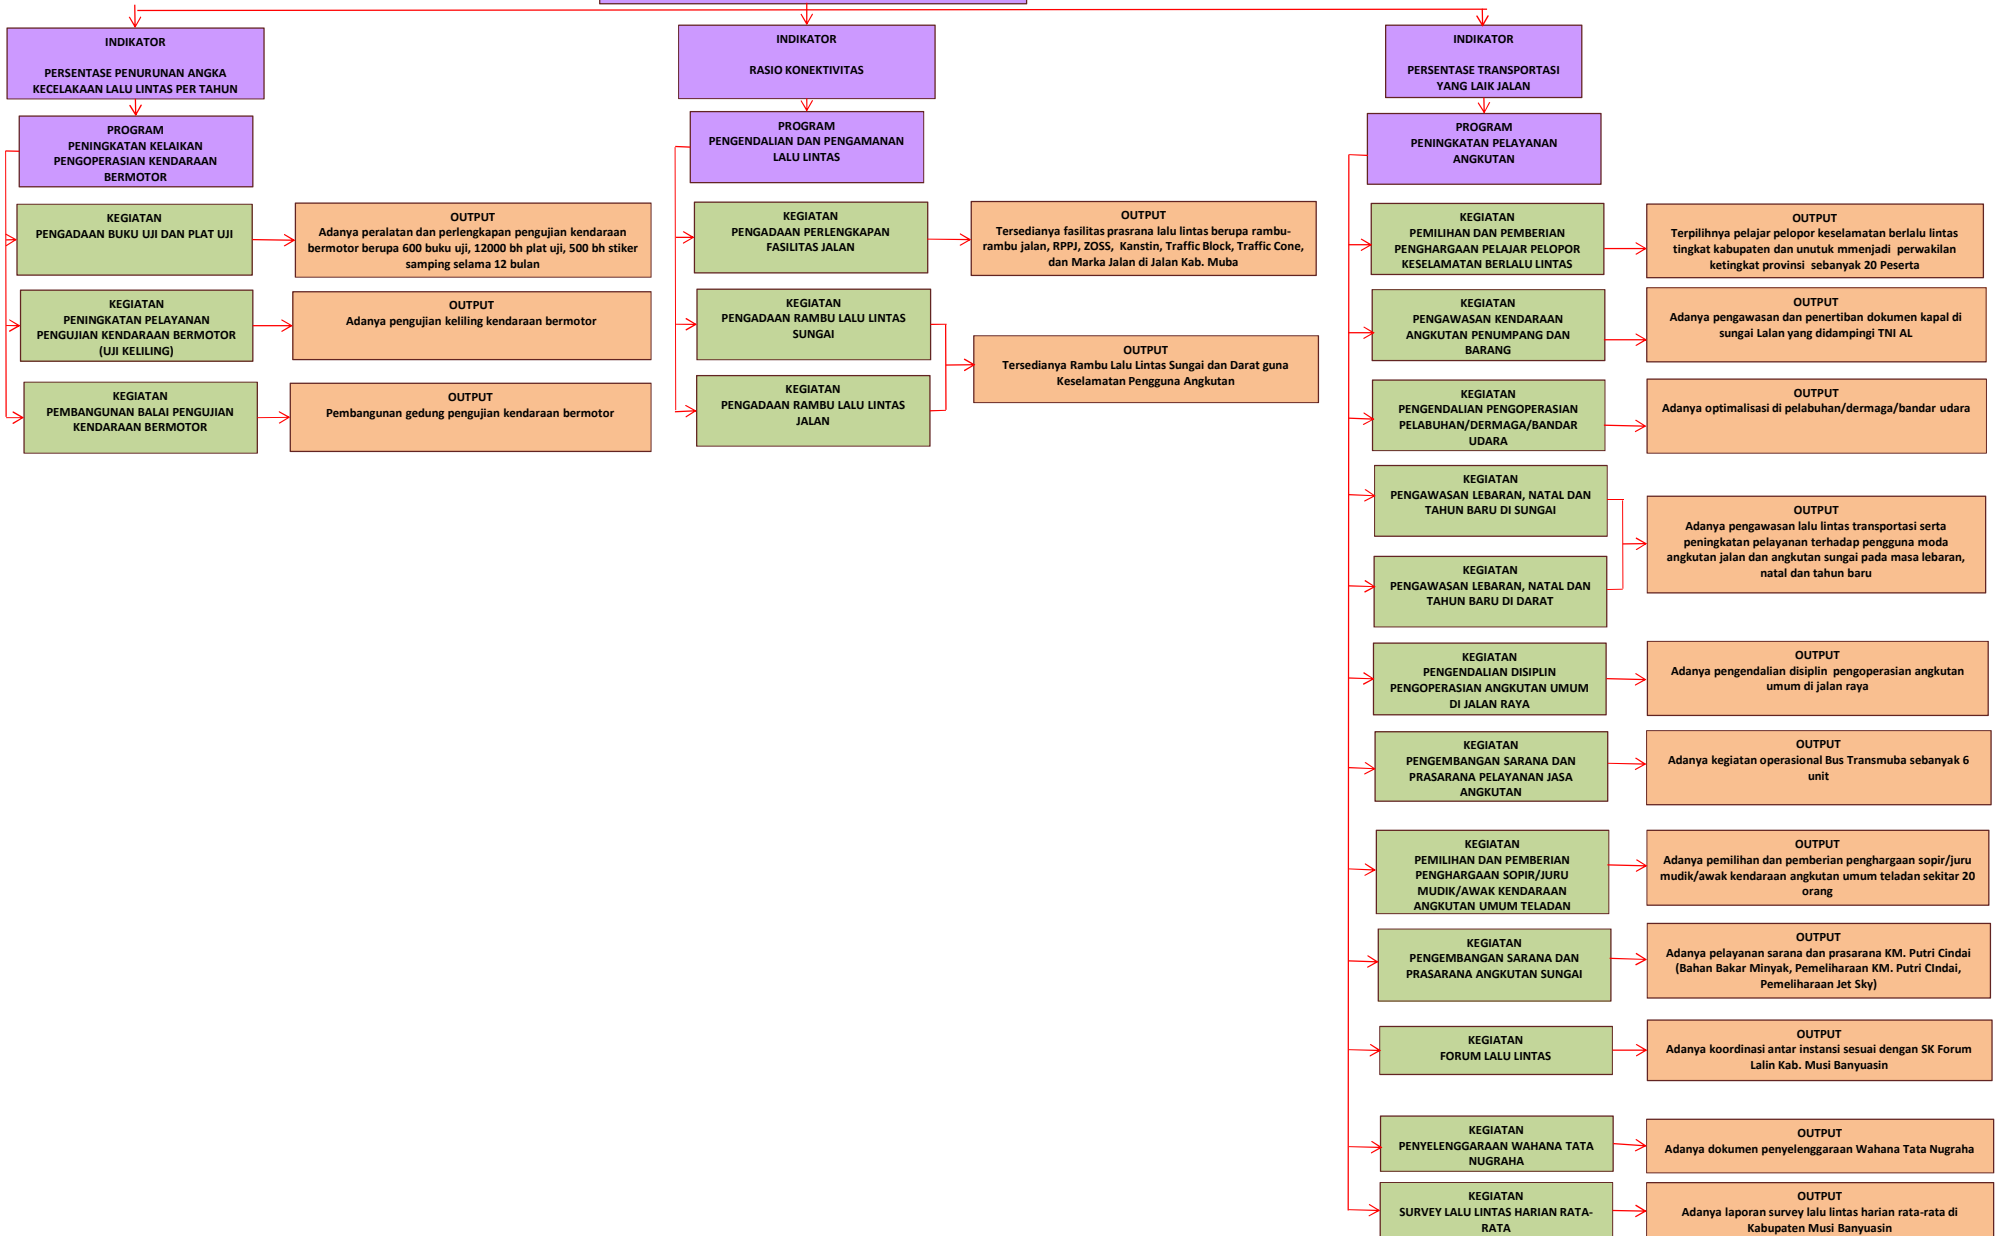 INDIKATOR
PERSENTASE PENURUNAN ANGKA
KECELAKAAN LALU LINTAS PER TAHUN
PROGRAM
PENINGKATAN KELAIKAN
PENGOPERASIAN KENDARAAN
BERMOTOR
KEGIATAN
PENGADAAN BUKU UJI DAN PLAT UJI
OUTPUT
Adanya peralatan dan perlengkapan pengujian kendaraan
bermotor berupa 600 buku uji, 12000 bh plat uji, 500 bh stiker
samping selama 12 bulan
KEGIATAN
PENINGKATAN PELAYANAN
PENGUJIAN KENDARAAN BERMOTOR
(UJI KELILING)
OUTPUT
Adanya pengujian keliling kendaraan bermotor
KEGIATAN
PEMBANGUNAN BALAI PENGUJIAN
KENDARAAN BERMOTOR
OUTPUT
Pembangunan gedung pengujian kendaraan bermotor
INDIKATOR
RASIO KONEKTIVITAS
PROGRAM
PENGENDALIAN DAN PENGAMANAN
LALU LINTAS
KEGIATAN
PENGADAAN PERLENGKAPAN
FASILITAS JALAN
OUTPUT
Tersedianya fasilitas prasrana lalu lintas berupa rambu-
rambu jalan, RPPJ, ZOSS, Kanstin, Traffic Block, Traffic Cone,
dan Marka Jalan di Jalan Kab. Muba
KEGIATAN
PENGADAAN RAMBU LALU LINTAS
SUNGAI
KEGIATAN
PENGADAAN RAMBU LALU LINTAS
JALAN
OUTPUT
Tersedianya Rambu Lalu Lintas Sungai dan Darat guna
Keselamatan Pengguna Angkutan
INDIKATOR
PERSENTASE TRANSPORTASI
YANG LAIK JALAN
PROGRAM
PENINGKATAN PELAYANAN
ANGKUTAN
KEGIATAN
PEMILIHAN DAN PEMBERIAN
PENGHARGAAN PELAJAR PELOPOR
KESELAMATAN BERLALU LINTAS
OUTPUT
Terpilihnya pelajar pelopor keselamatan berlalu lintas
tingkat kabupaten dan unutuk mmenjadi perwakilan
ketingkat provinsi sebanyak 20 Peserta
KEGIATAN
PENGAWASAN KENDARAAN
ANGKUTAN PENUMPANG DAN
BARANG
OUTPUT
Adanya pengawasan dan penertiban dokumen kapal di
sungai Lalan yang didampingi TNI AL
KEGIATAN
PENGENDALIAN PENGOPERASIAN
PELABUHAN/DERMAGA/BANDAR
UDARA
OUTPUT
Adanya optimalisasi di pelabuhan/dermaga/bandar udara
KEGIATAN
PENGAWASAN LEBARAN, NATAL DAN
TAHUN BARU DI SUNGAI
KEGIATAN
PENGAWASAN LEBARAN, NATAL DAN
TAHUN BARU DI DARAT
OUTPUT
Adanya pengawasan lalu lintas transportasi serta
peningkatan pelayanan terhadap pengguna moda
angkutan jalan dan angkutan sungai pada masa lebaran,
natal dan tahun baru
KEGIATAN
PENGENDALIAN DISIPLIN
PENGOPERASIAN ANGKUTAN UMUM
DI JALAN RAYA
OUTPUT
Adanya pengendalian disiplin pengoperasian angkutan
umum di jalan raya
KEGIATAN
PENGEMBANGAN SARANA DAN
PRASARANA PELAYANAN JASA
ANGKUTAN
OUTPUT
Adanya kegiatan operasional Bus Transmuba sebanyak 6
unit
KEGIATAN
PEMILIHAN DAN PEMBERIAN
PENGHARGAAN SOPIR/JURU
MUDIK/AWAK KENDARAAN
ANGKUTAN UMUM TELADAN
OUTPUT
Adanya pemilihan dan pemberian penghargaan sopir/juru
mudik/awak kendaraan angkutan umum teladan sekitar 20
orang
KEGIATAN
PENGEMBANGAN SARANA DAN
PRASARANA ANGKUTAN SUNGAI
OUTPUT
Adanya pelayanan sarana dan prasarana KM. Putri Cindai
(Bahan Bakar Minyak, Pemeliharaan KM. Putri CIndai,
Pemeliharaan Jet Sky)
KEGIATAN
FORUM LALU LINTAS
OUTPUT
Adanya koordinasi antar instansi sesuai dengan SK Forum
Lalin Kab. Musi Banyuasin
KEGIATAN
PENYELENGGARAAN WAHANA TATA
NUGRAHA
OUTPUT
Adanya dokumen penyelenggaraan Wahana Tata Nugraha
KEGIATAN
SURVEY LALU LINTAS HARIAN RATA-
RATA
OUTPUT
Adanya laporan survey lalu lintas harian rata-rata di
Kabupaten Musi Banyuasin